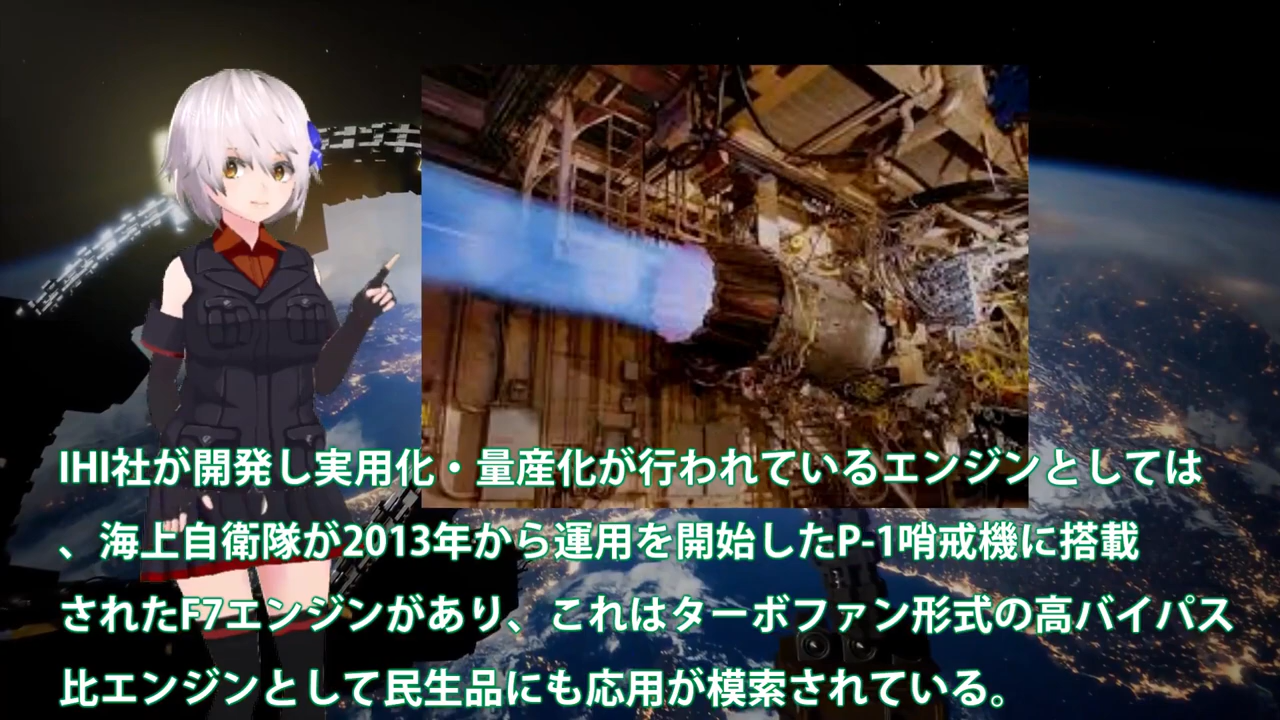 IHI社が開発し実用化・量産化が行われているエンジンとしては
、海上自衛隊が2013年から運用を開始したP-1哨戒機に搭載
されたF7エンジンがあり、これはターボファン形式の高バイパス
比エンジンとして民生品にも応用が模索されている。